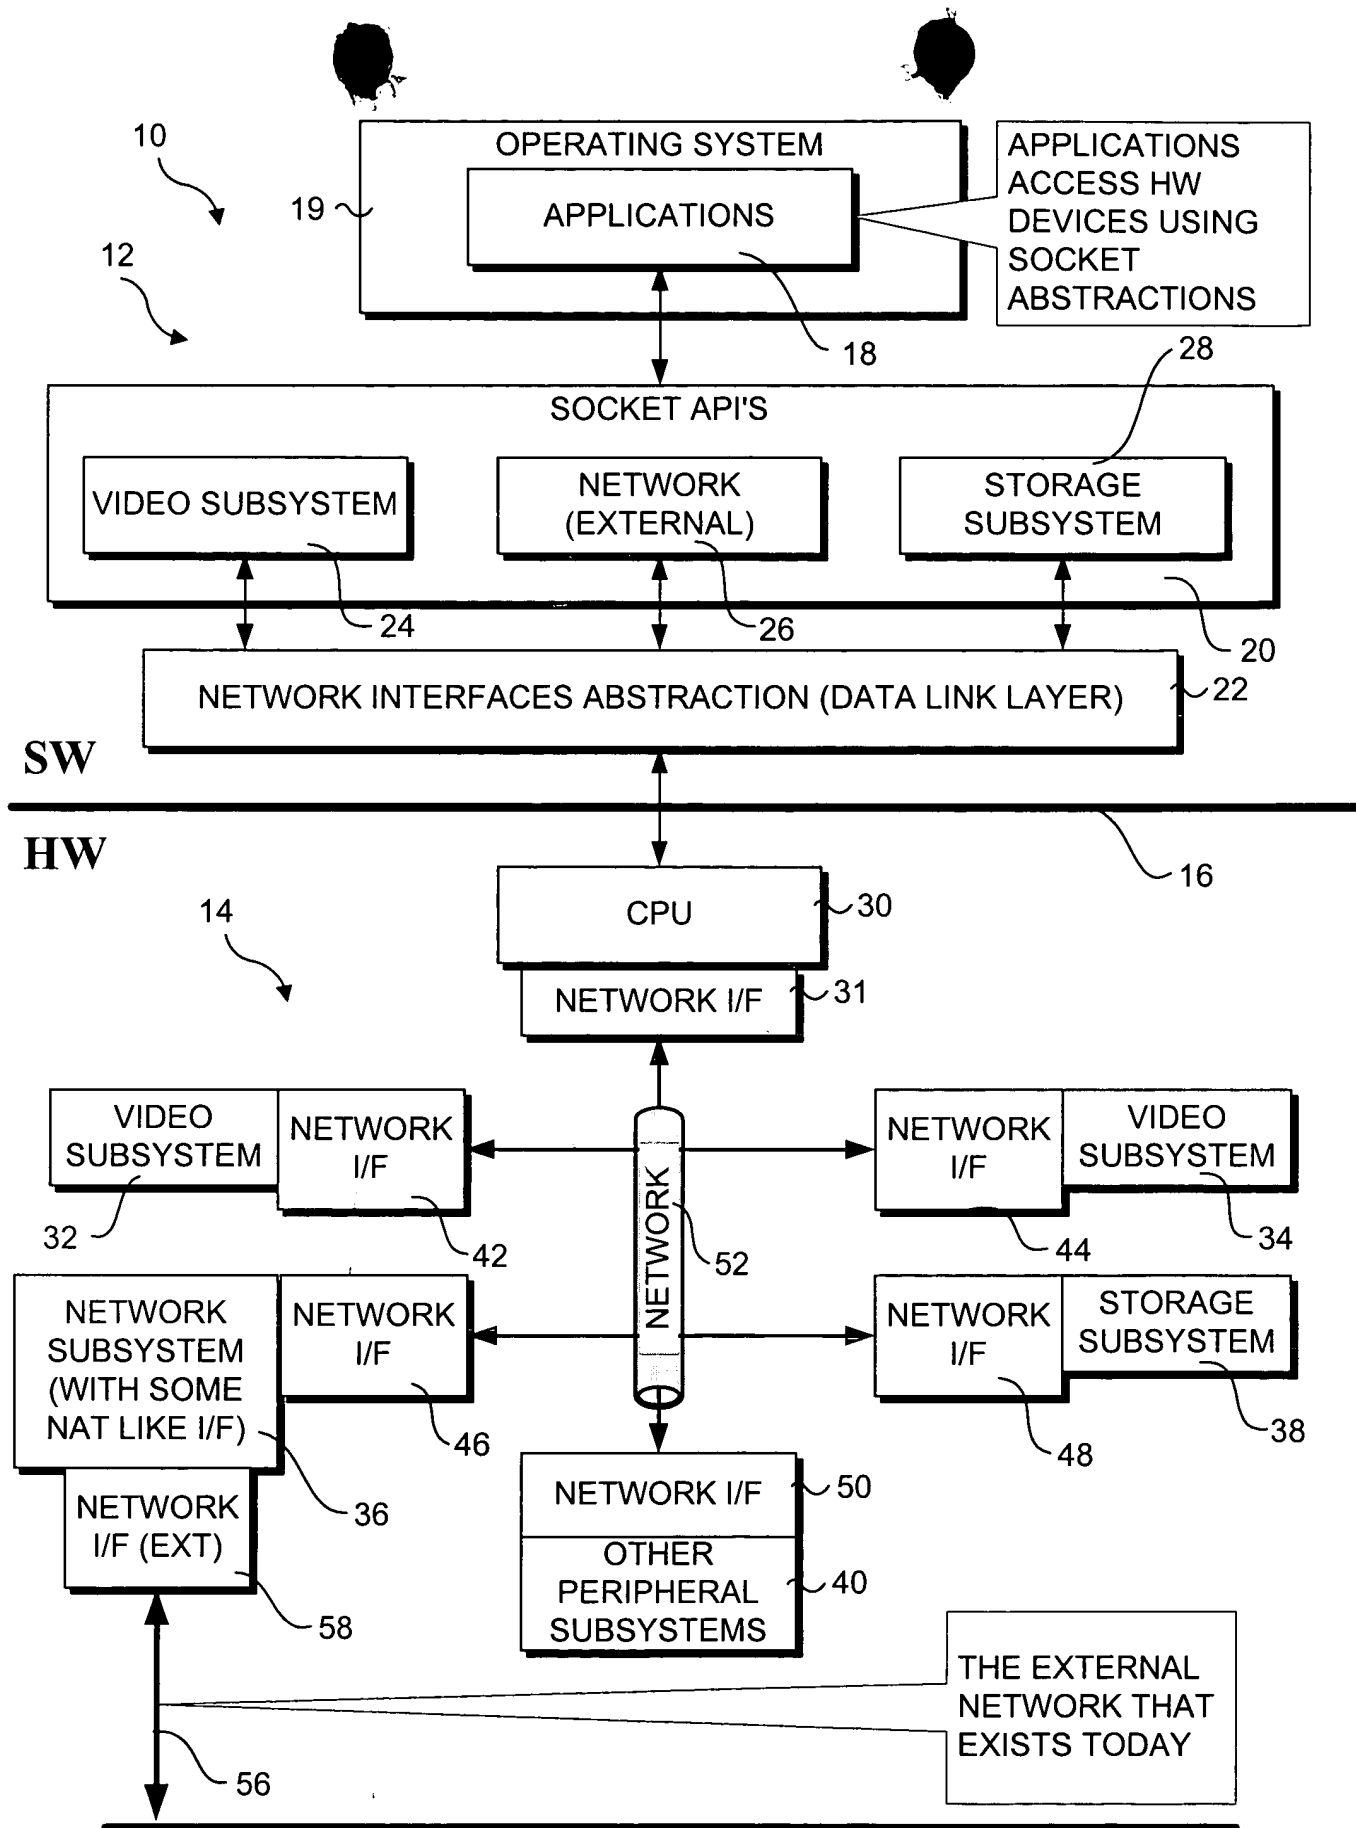 OPERATING SYSTEM
APPLICATIONS
APPLICATIONS
ACCESS HW
DEVICES USING
SOCKET
ABSTRACTIONS
10
19
12
18
28
SOCKET API'S
VIDEO SUBSYSTEM
NETWORK
(EXTERNAL)
STORAGE
SUBSYSTEM
24
26
20
NETWORK INTERFACES ABSTRACTION (DATA LINK LAYER)
22
SW
HW
16
14
CPU
30
NETWORK I/F
31
VIDEO
SUBSYSTEM
NETWORK
I/F
NETWORK
I/F
VIDEO
SUBSYSTEM
32
42
NETWORK
52
44
34
NETWORK
SUBSYSTEM
(WITH SOME
NAT LIKE I/F)
NETWORK
I/F
NETWORK
I/F
STORAGE
SUBSYSTEM
46
48
38
NETWORK
I/F (EXT)
36
NETWORK I/F
50
OTHER
PERIPHERAL
SUBSYSTEMS
40
58
THE EXTERNAL
NETWORK THAT
EXISTS TODAY
56